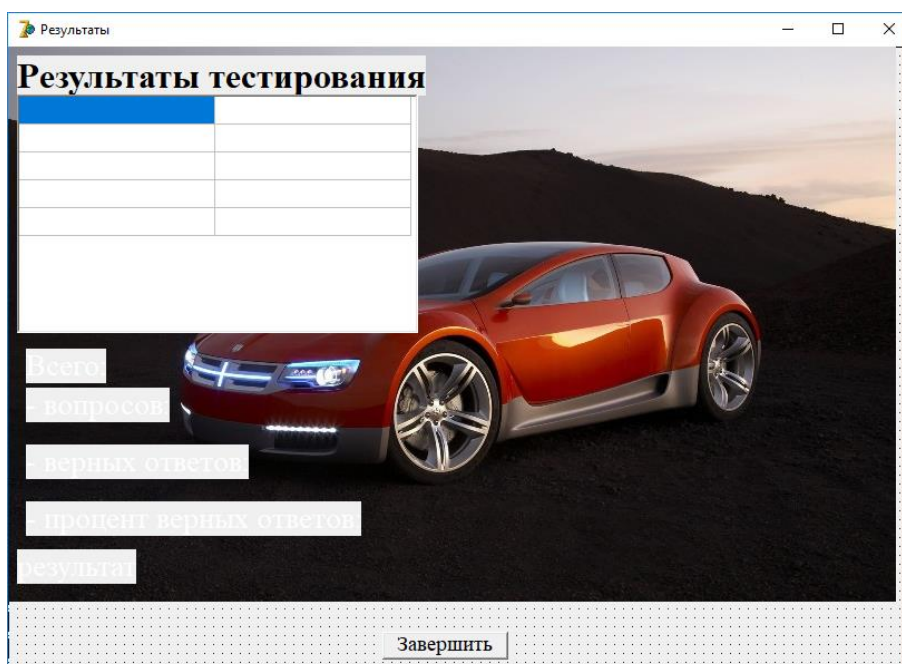 Результаты
Результаты тестирования
Всего:
- вопросов:
- верных ответов:
- процент верных ответов
результат
Завершить